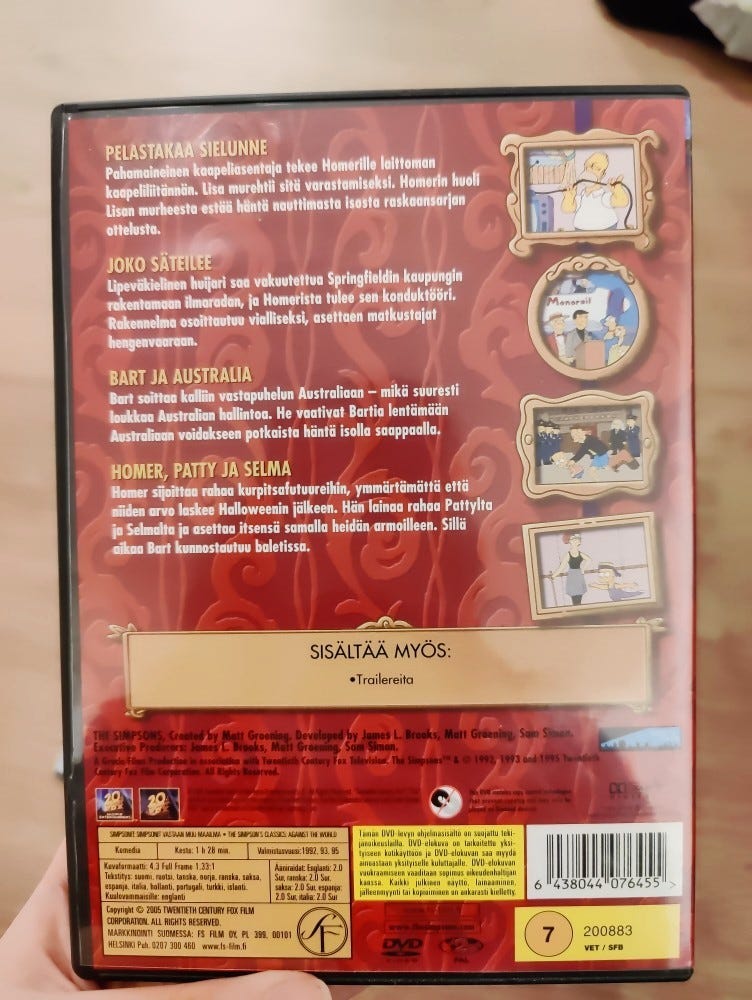 PELASTAKAA SIELUNNE
Pahamaineinen kaapeliasentaja tekee Homerille laittoman
kaapeliliitännän. Lisa murehtii sitä varastamiseksi. Homerin huoli
Lisan murheesta estää häntä nauttimasta isosta raskaansarjan
ottelusta.
JOKO SÄTEILEE
Lipeväkielinen huijari saa vakuutettua Springfieldin kaupungin
rakentamaan ilmaradan, ja Homerista tulee sen konduktööri.
Rakennelma osoittautuu vialliseksi, asettaen matkustajat
hengenvaaraan.
Monorail
BART JA AUSTRALIA
Bart soittaa kalliin vastapuhelun Australiaan – mikä suuresti
loukkaa Australian hallintoa. He vaativat Bartia lentämään
Australiaan voidakseen potkaista häntä isolla saappaalla.
HOMER, PATTY JA SELMA
Homer sijoittaa rahaa kurpitsafutuureihin, ymmärtämättä että
niiden arvo laskee Halloweenin jälkeen. Hän lainaa rahaa Pattylta
ja Selmalta ja asettaa itsensä samalla heidän armoilleen. Sillä
aikaa Bart kunnostautuu baletissa.
SISÄLTÄÄ MYÖS:
•Trailereita
THE SIMPSONS, Created by Matt Groening, Developed by James L. Brooks, Matt Groening, Sam Simon.
Executive Producers: James L. Brooks, Matt Groening, Sam Simon.
A Gracie Films Production in association with Twentieth Century Fox Television. The Simpsons™ & © 1992, 1993 and 1995 Twentieth
Century Fox Film Corporation. All Rights Reserved.
SIMPSONIT: SIMPSONIT VASTAAN MUU MAAILMA • THE SIMPSON'S CLASSICS AGAINST THE WORLD
Komedia
Kesto: 1 h 28 min.
Valmistusvuosi:1992, 93, 95
Kuvaformaatti: 4:3 Full Frame 1.33:1
Tekstitys: suomi, ruotsi, tanska, norja, ranska, saksa,
espanja, italia, hollanti, portugali, turkki, islanti.
Kuulovammaisille: englanti
Ääniraidat: Englanti: 2.0
Sur, ranska: 2.0 Sur,
saksa: 2.0 Sur, espanja:
2.0 Sur, italia: 2.0 Sur
Copyright © 2005 TWENTIETH CENTURY FOX FILM
CORPORATION. ALL RIGHTS RESERVED.
MARKKINOINTI SUOMESSA: FS FILM OY, PL 399, 00101
HELSINKI Puh. 0207 300 460 www.fs-film.fi
SF
Tämän DVD-levyn ohjelmasisältö on suojattu teki-
jänoikeuslailla. DVD-elokuva on tarkoitettu yksi-
tyiseen kotikäyttöön ja DVD-elokuvan saa myydä
ainoastaan yksityiselle kuluttajalle. DVD-elokuvan
vuokraamiseen vaaditaan sopimus oikeudenhaltijan
kanssa. Kaikki julkinen näyttö, lainaaminen,
jälleenmyynti tai kopioiminen on ankarasti kielletty.
www.thesimpsons.com
DVD
VIDEO
PAL
6 438044 076455 >
7
200883
VET / SFB